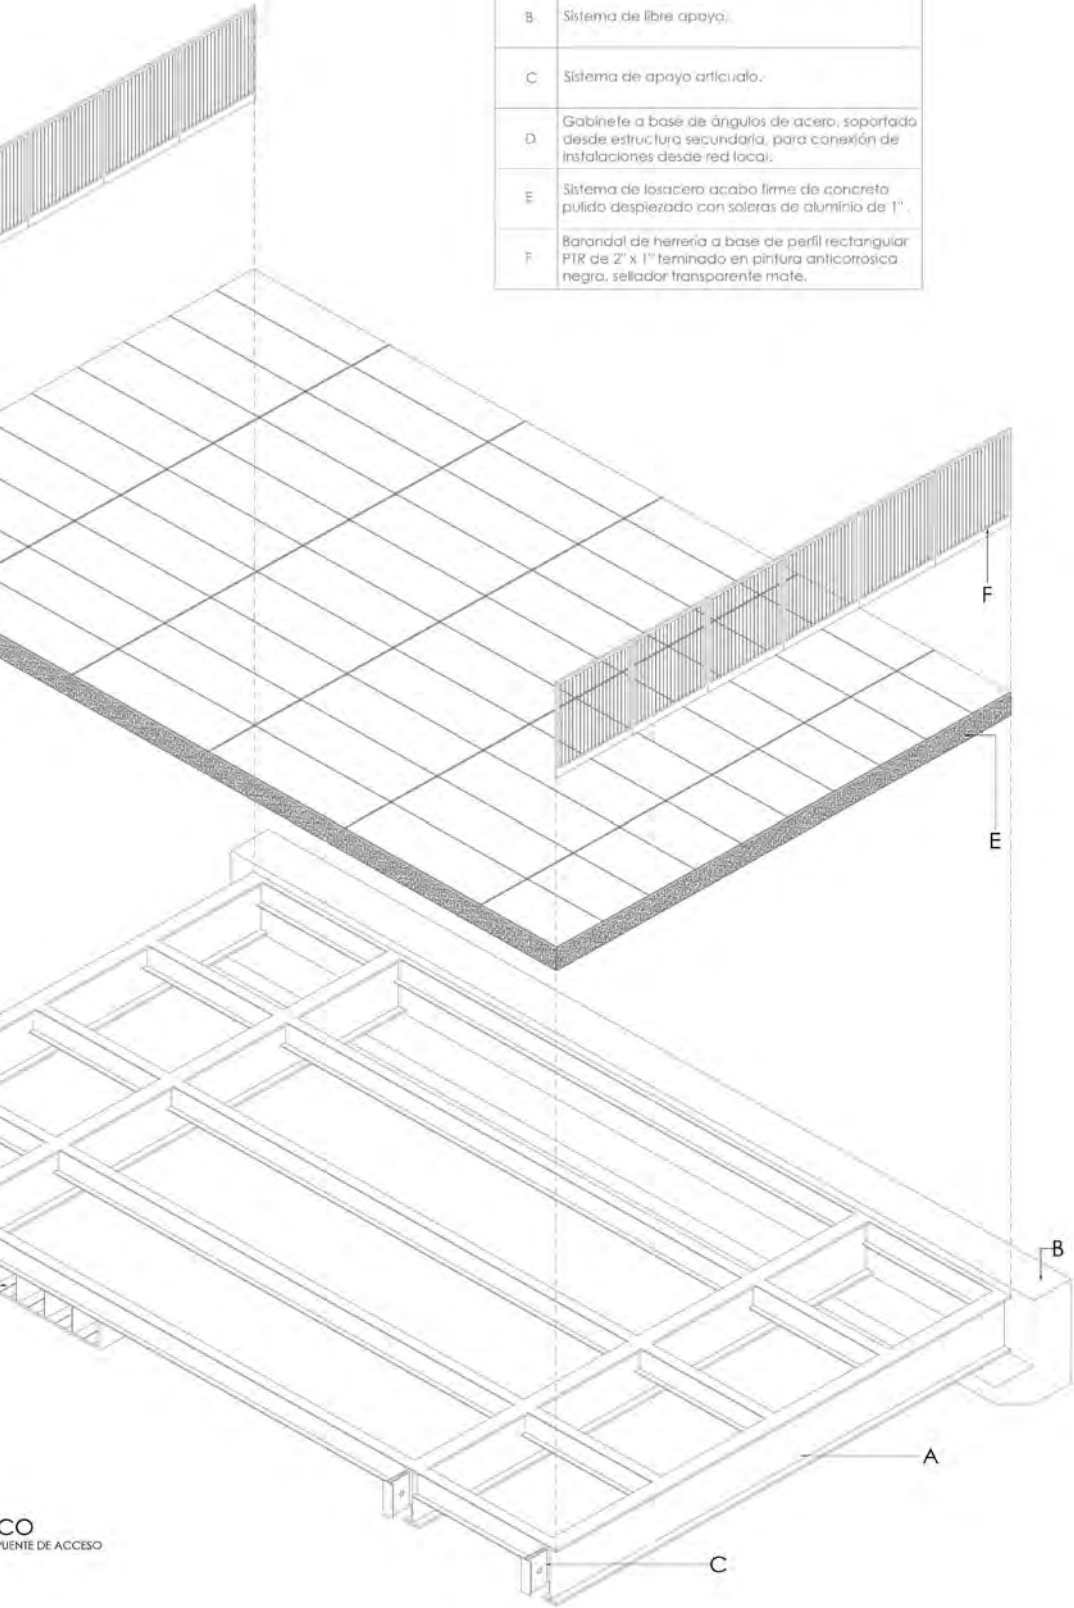 B
Sistema de libre apoyo.
C
Sistema de apoyo articualo.
D
Gabinete a base de ángulos de acero, soportado
desde estructura secundaria, para conexión de
instalaciones desde red local.
E
Sistema de losacero acabo firme de concreto
pulido despiezado con soleras de aluminio de 1".
F
Barandal de herrería a base de perfil rectangular
PTR de 2" x 1" teminado en pintura anticorrosica
negra, sellador transparente mate.
F
E
B
A
C
CO
PUENTE DE ACCESO